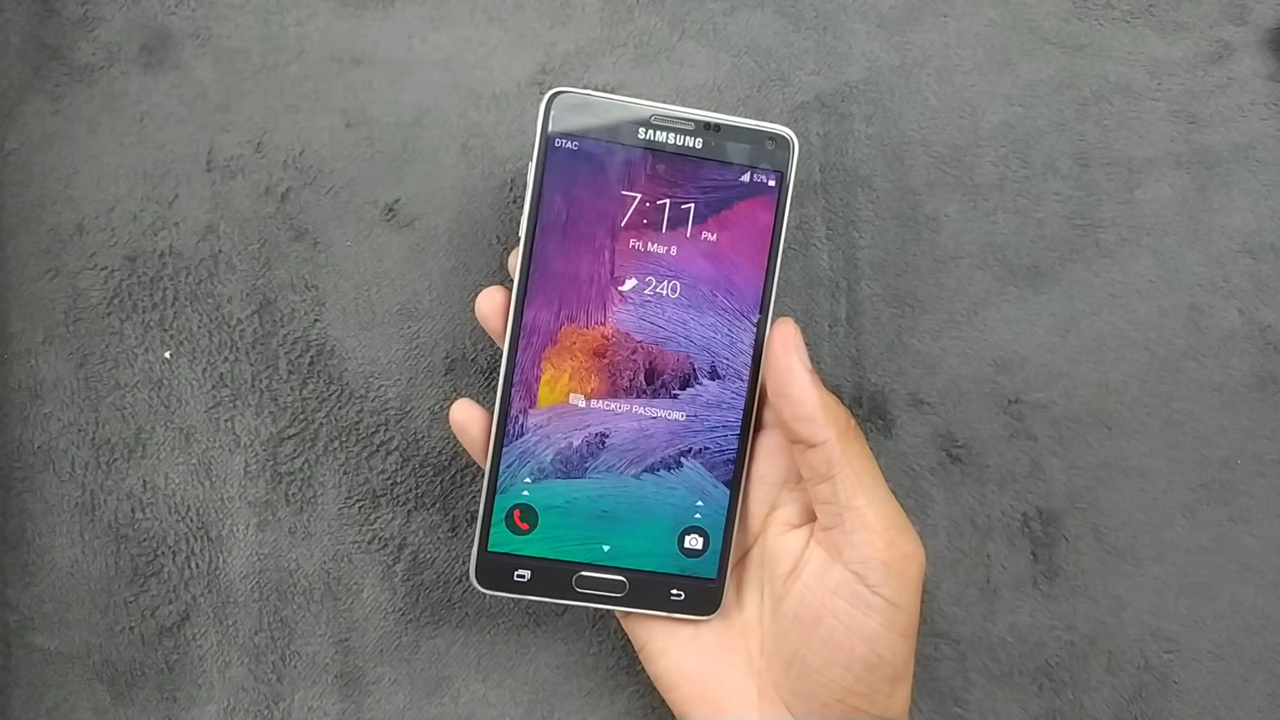 SAMSUNG
DTAC
52%
7:11 PM
Fri, Mar 8
240
BACKUP PASSWORD